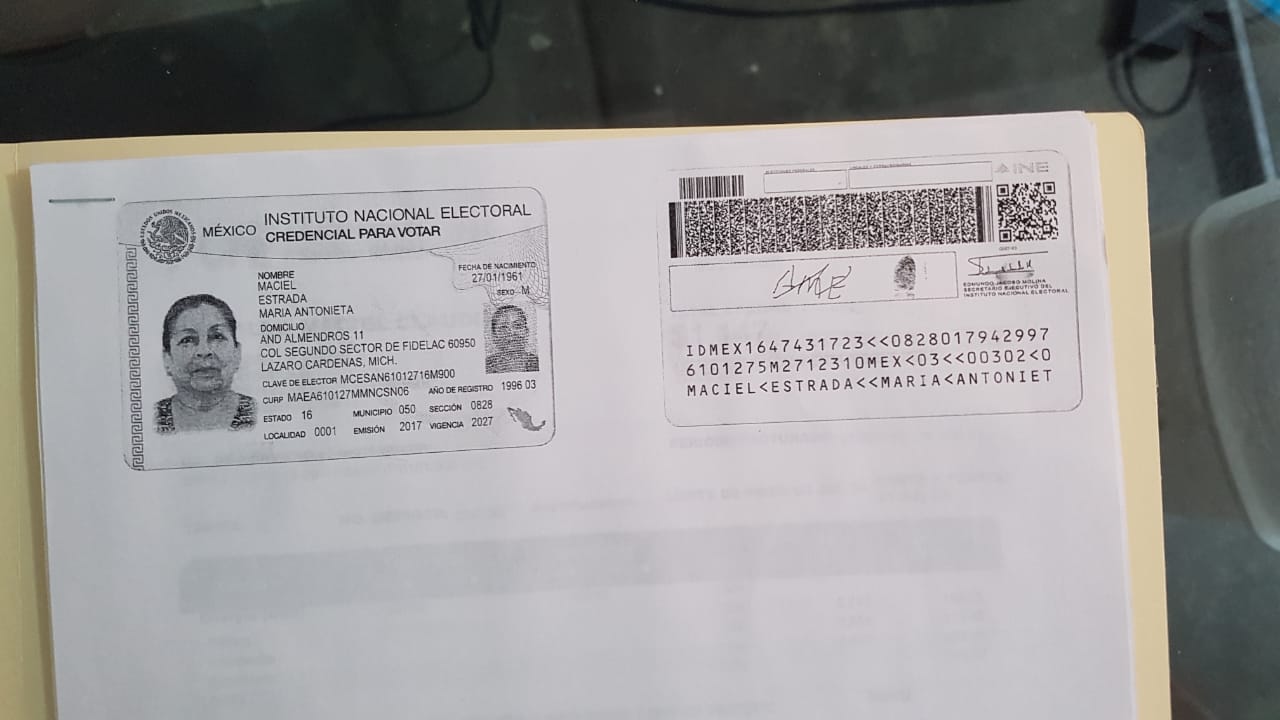 MÉXICO
INSTITUTO NACIONAL ELECTORAL
CREDENCIAL PARA VOTAR
NOMBRE
MACIEL
ESTRADA
MARIA ANTONIETA
FECHA DE NACIMIENTO
27/01/1961
SEXO M
DOMICILIO
AND ALMENDROS 11
COL SEGUNDO SECTOR DE FIDELAC 60950
LAZARO CARDENAS, MICH.
CLAVE DE ELECTOR MCESAN61012716M900
CURP MAEA610127MMNCSN06 AÑO DE REGISTRO 1996 03
ESTADO 16 MUNICIPIO 050 SECCIÓN 0828
LOCALIDAD 0001 EMISIÓN 2017 VIGENCIA 2027
INE
EDMUNDO JACOBO MOLINA
SECRETARIO EJECUTIVO DEL
INSTITUTO NACIONAL ELECTORAL
IDMEX1647431723<<0828017942997
6101275M2712310MEX<03<<00302<0
MACIEL<ESTRADA<<MARIA<ANTONIET